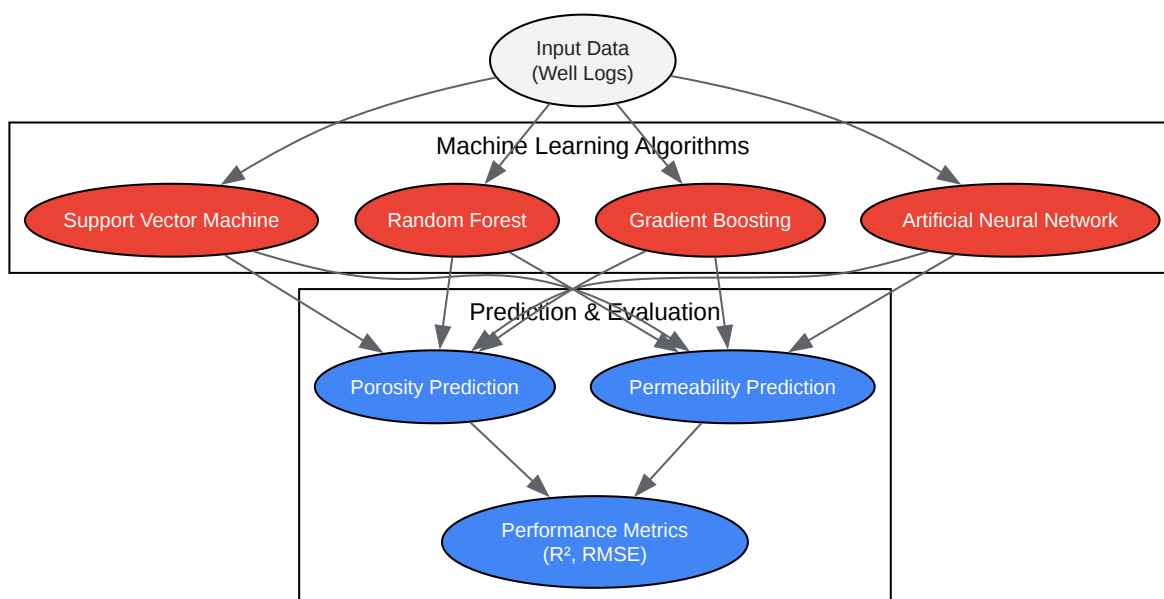 Input Data
(Well Logs)
Machine Learning Algorithms
Support Vector Machine
Random Forest
Gradient Boosting
Artificial Neural Network
Prediction & Evaluation
Porosity Prediction
Permeability Prediction
Performance Metrics
(R², RMSE)